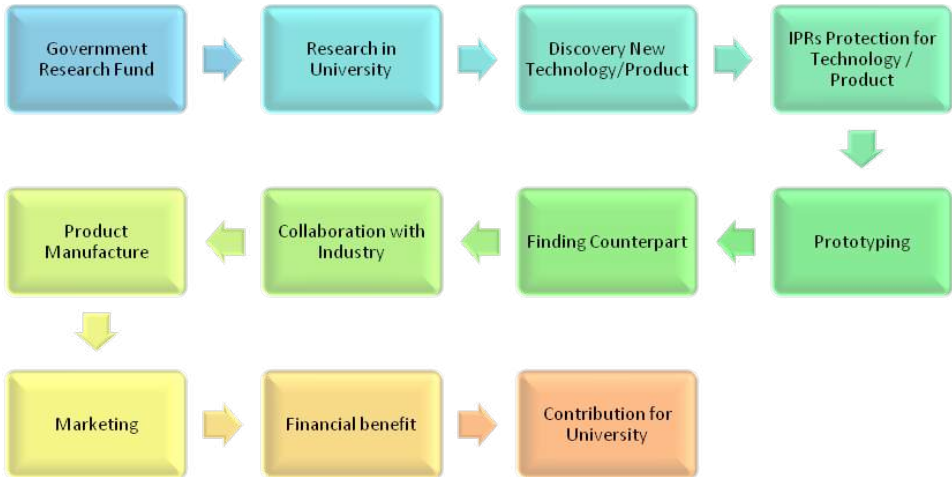 Government
Research Fund
Research in
University
Discovery New
Technology/Product
IPRs Protection for
Technology /
Product
Prototyping
Finding Counterpart
Collaboration with
Industry
Product
Manufacture
Marketing
Financial benefit
Contribution for
University